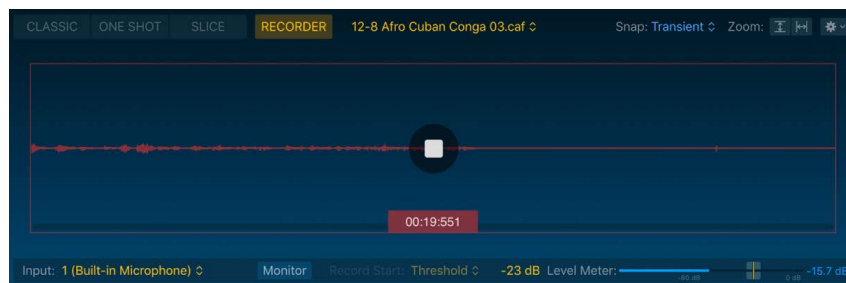 CLASSIC ONE SHOT SLICE RECORDER 12-8 Afro Cuban Conga 03.caf Snap: Transient Zoom:
00:19:551
Input: 1 (Built-in Microphone) Monitor Record Start: Threshold -23 dB Level Meter: -60 dB 0 dB -15.7 dB